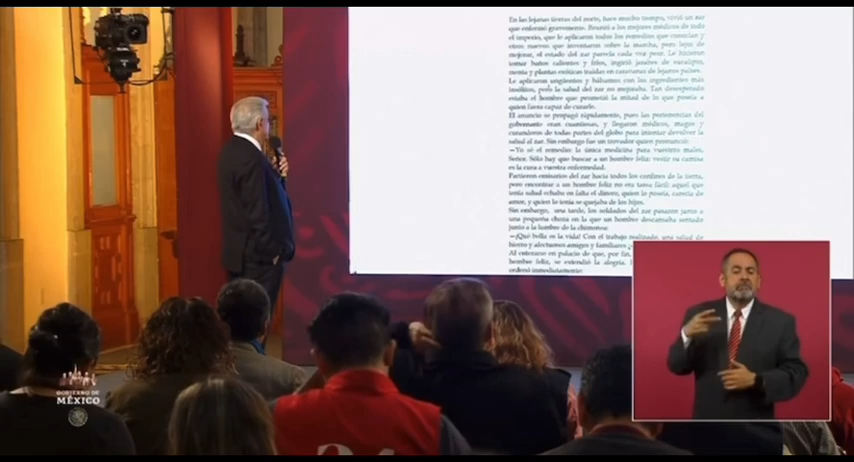 En las lejanas tierras del norte, hace mucho tiempo, vivió un zar
que enfermó gravemente. Reunió a los mejores médicos de todo
el imperio, que le aplicaron todos los remedios que conocían y
otros nuevos que inventaron sobre la marcha, pero lejos de
mejorar, el estado del zar parecía cada vez peor. Le hicieron
tomar baños calientes y fríos, ingirió jarabes de eucalipto,
menta y plantas exóticas traídas en caravanas de lejanos países.
Le aplicaron ungüentos y bálsamos con los ingredientes más
insólitos, pero la salud del zar no mejoraba. Tan desesperado
estaba el hombre que prometió la mitad de lo que poseía a
quien fuera capaz de curarle.
El anuncio se propagó rápidamente, pues las pertenencias del
gobernante eran cuantiosas, y llegaron médicos, magos y
curanderos de todas partes del globo para intentar devolver la
salud al zar. Sin embargo fue un trovador quien pronunció:
—Yo sé el remedio: la única medicina para vuestros males,
Señor. Sólo hay que buscar a un hombre feliz: vestir su camisa
es la cura a vuestra enfermedad.
Partieron emisarios del zar hacia todos los confines de la tierra,
pero encontrar a un hombre feliz no era tarea fácil: aquel que
tenía salud echaba en falta el dinero, quien lo poseía, carecía de
amor, y quien lo tenía se quejaba de los hijos.
Sin embargo, una tarde, los soldados del zar pasaron junto a
una pequeña choza en la que un hombre descansaba sentado
junto a la lumbre de la chimenea:
—¡Qué bella es la vida! Con el trabajo realizado, una salud de
hierro y afectuosos amigos y familiares
Al enterarse en palacio de que, por fin,
hombre feliz, se extendió la alegría.
ordenó inmediatamente:
GOBIERNO DE
MÉXICO